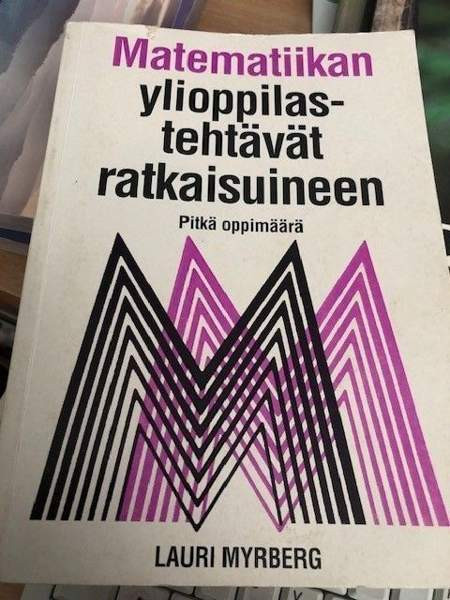 Matematiikan
ylioppilas-
tehtävät
ratkaisuineen
Pitkä oppimäärä
LAURI MYRBERG